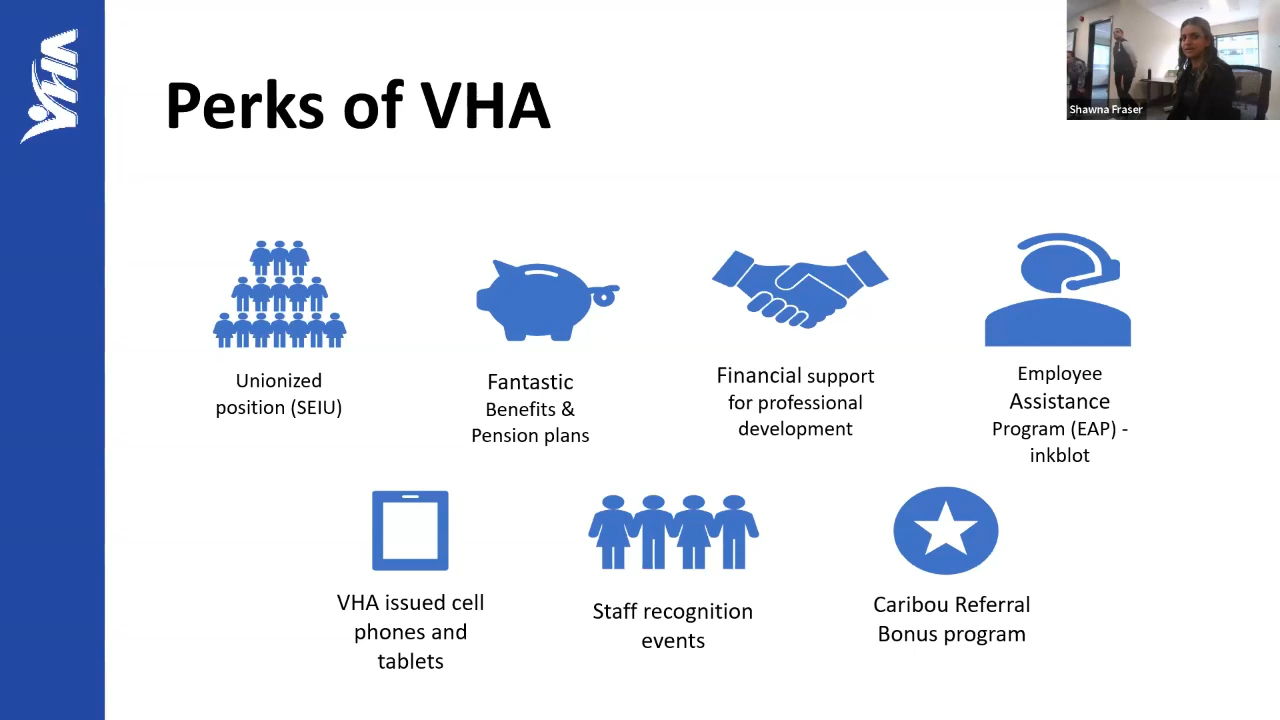 VHA
Perks of VHA
Shawna Fraser
Unionized
position (SEIU)
Fantastic
Benefits &
Pension plans
Financial support
for professional
development
Employee
Assistance
Program (EAP) -
inkblot
VHA issued cell
phones and
tablets
Staff recognition
events
Caribou Referral
Bonus program